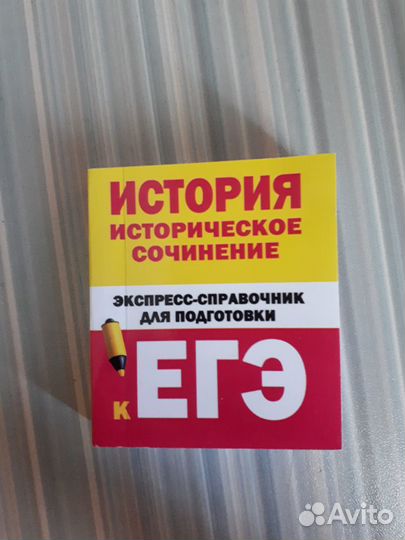 ИСТОРИЯ
ИСТОРИЧЕСКОЕ
СОЧИНЕНИЕ
ЭКСПРЕСС-СПРАВОЧНИК
ДЛЯ ПОДГОТОВКИ
К ЕГЭ
Avito